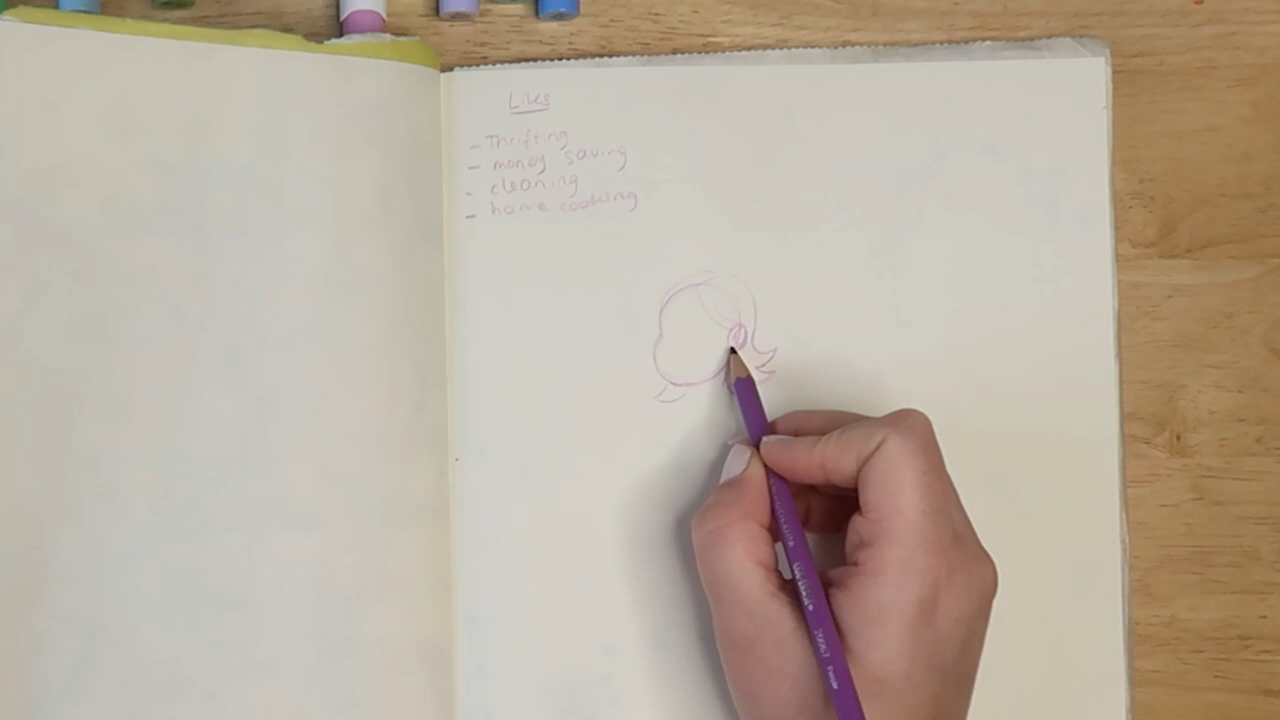 Likes
- Thrifting
- money saving
- cleaning
- home cooking